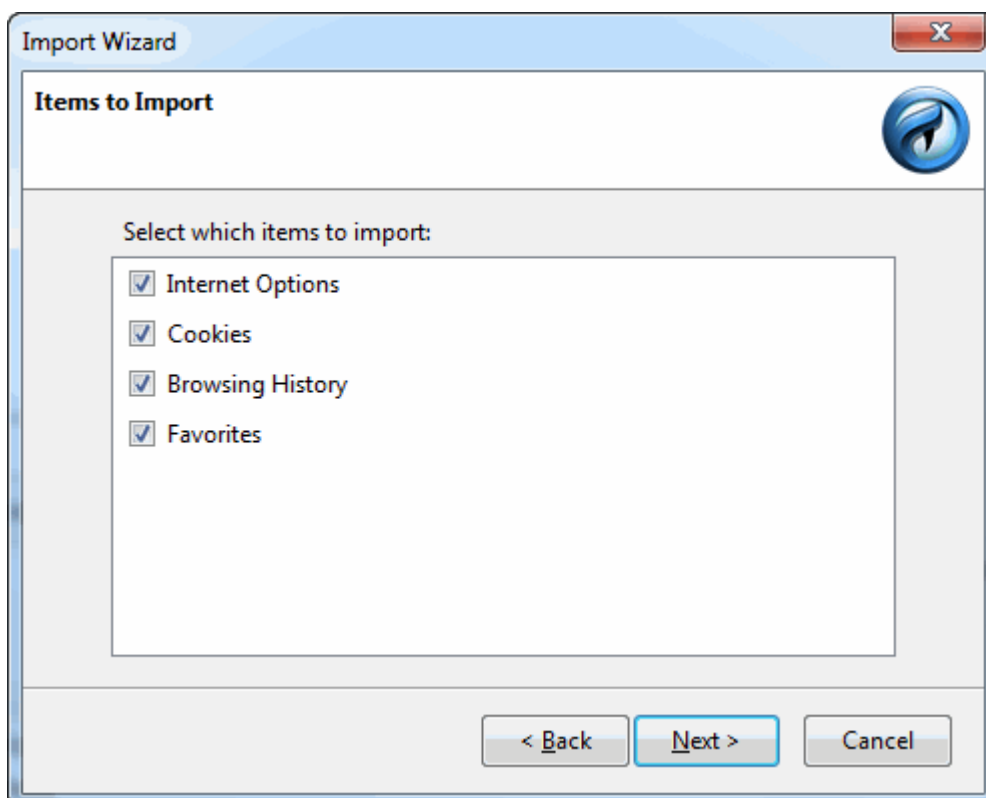 Import Wizard
Items to Import
Select which items to import:
Internet Options
Cookies
Browsing History
Favorites
< Back Next > Cancel